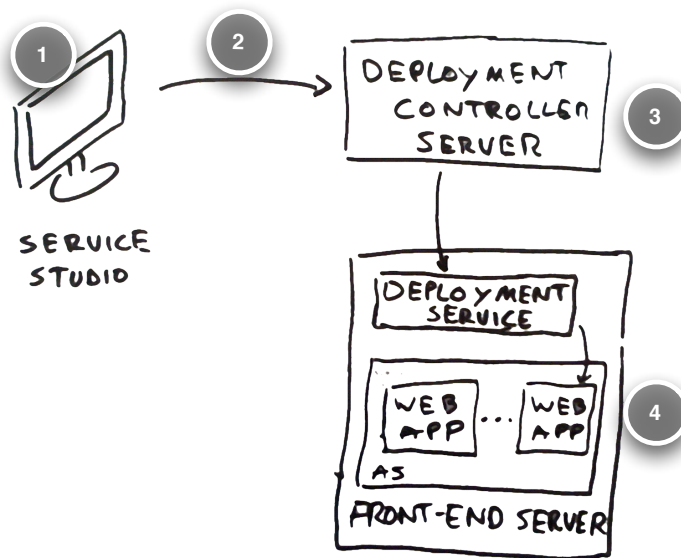 1
2
3
4
SERVICE
STUDIO
DEPLOYMENT
CONTROLLER
SERVER
DEPLOYMENT
SERVICE
WEB
APP
...
WEB
APP
AS
FRONT-END SERVER